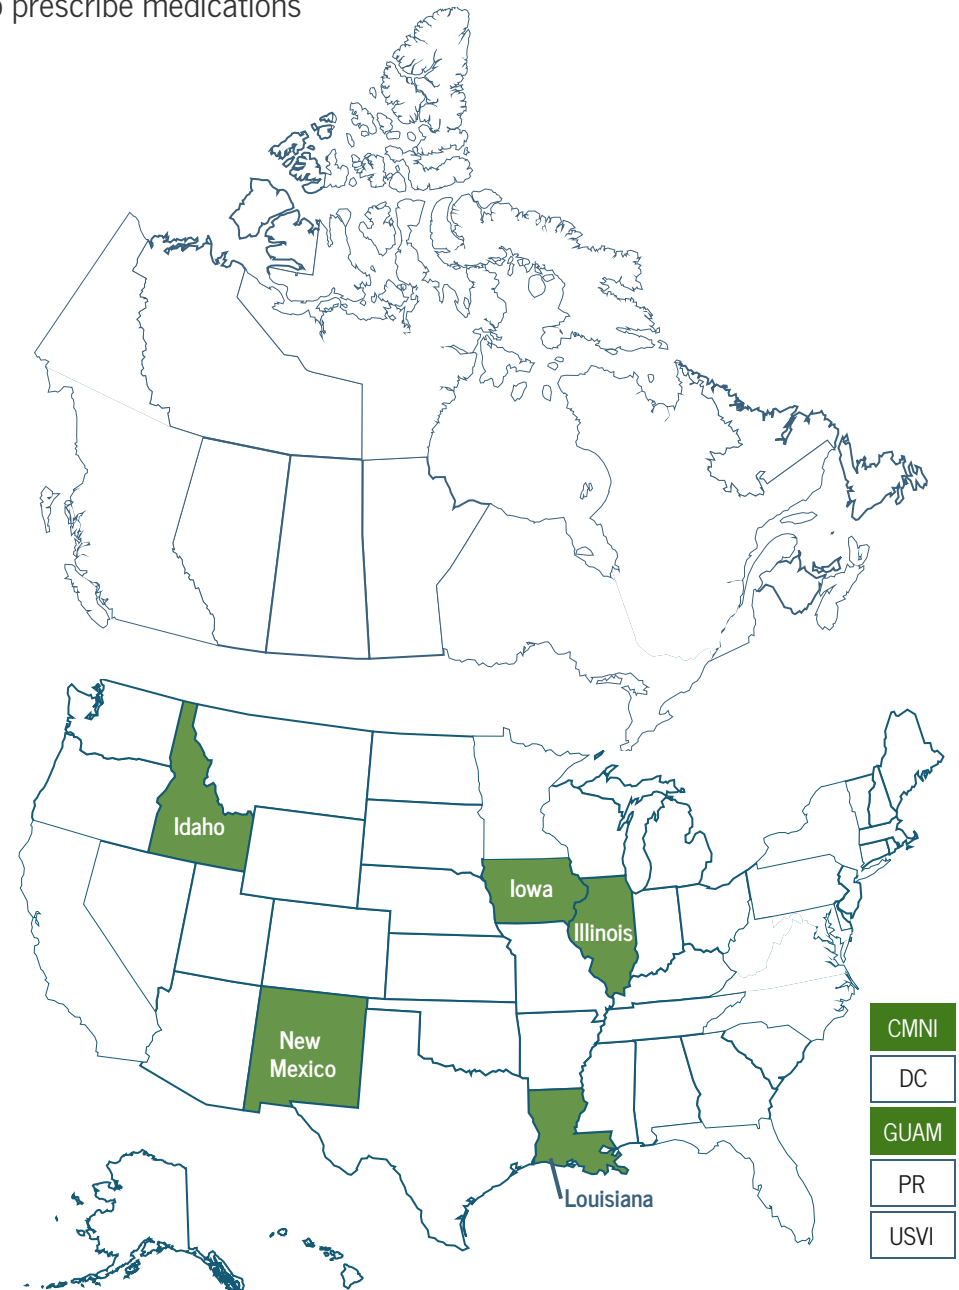 prescribe medications
Idaho
Iowa
Illinois
New
Mexico
Louisiana
CMNI
DC
GUAM
PR
USVI